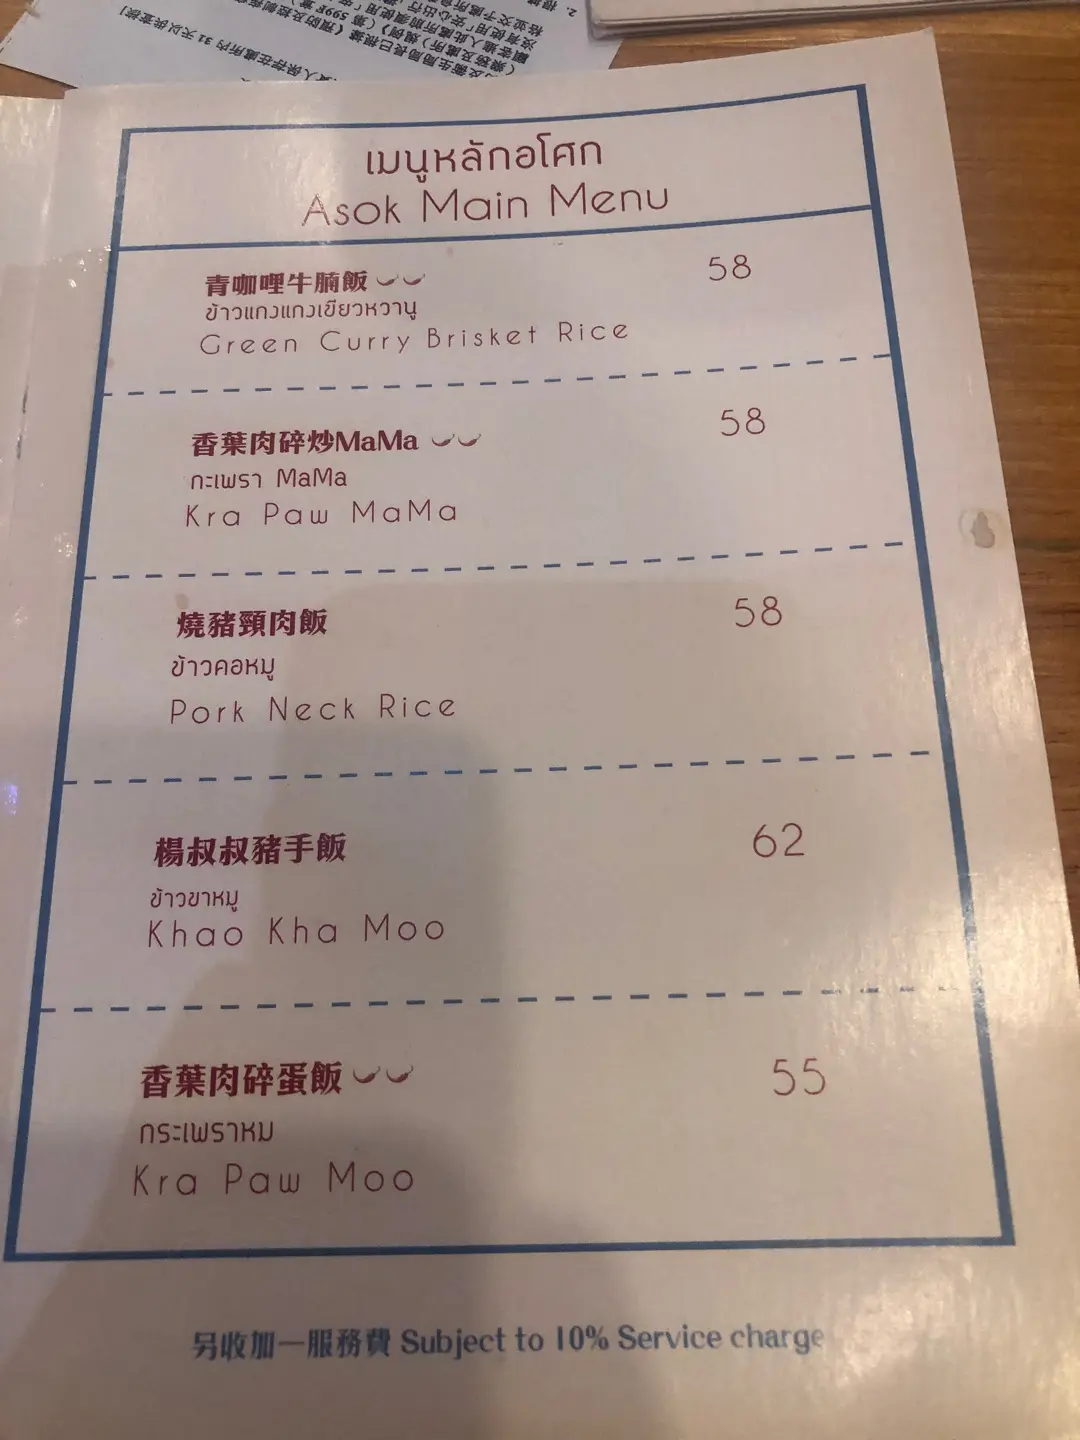 เมนูหลักอโศก
Asok Main Menu
青咖哩牛腩飯
58
ข้าวแกงแกงเขียวหวานู
Green Curry Brisket Rice
香葉肉碎炒MaMa
58
กะเพรา MaMa
Kra Paw MaMa
燒豬頸肉飯
58
ข้าวคอหมู
Pork Neck Rice
楊叔叔豬手飯
62
ข้าวขาหมู
Khao Kha Moo
香葉肉碎蛋飯
55
กระเพราหม
Kra Paw Moo
另收加一服務費 Subject to 10% Service charge